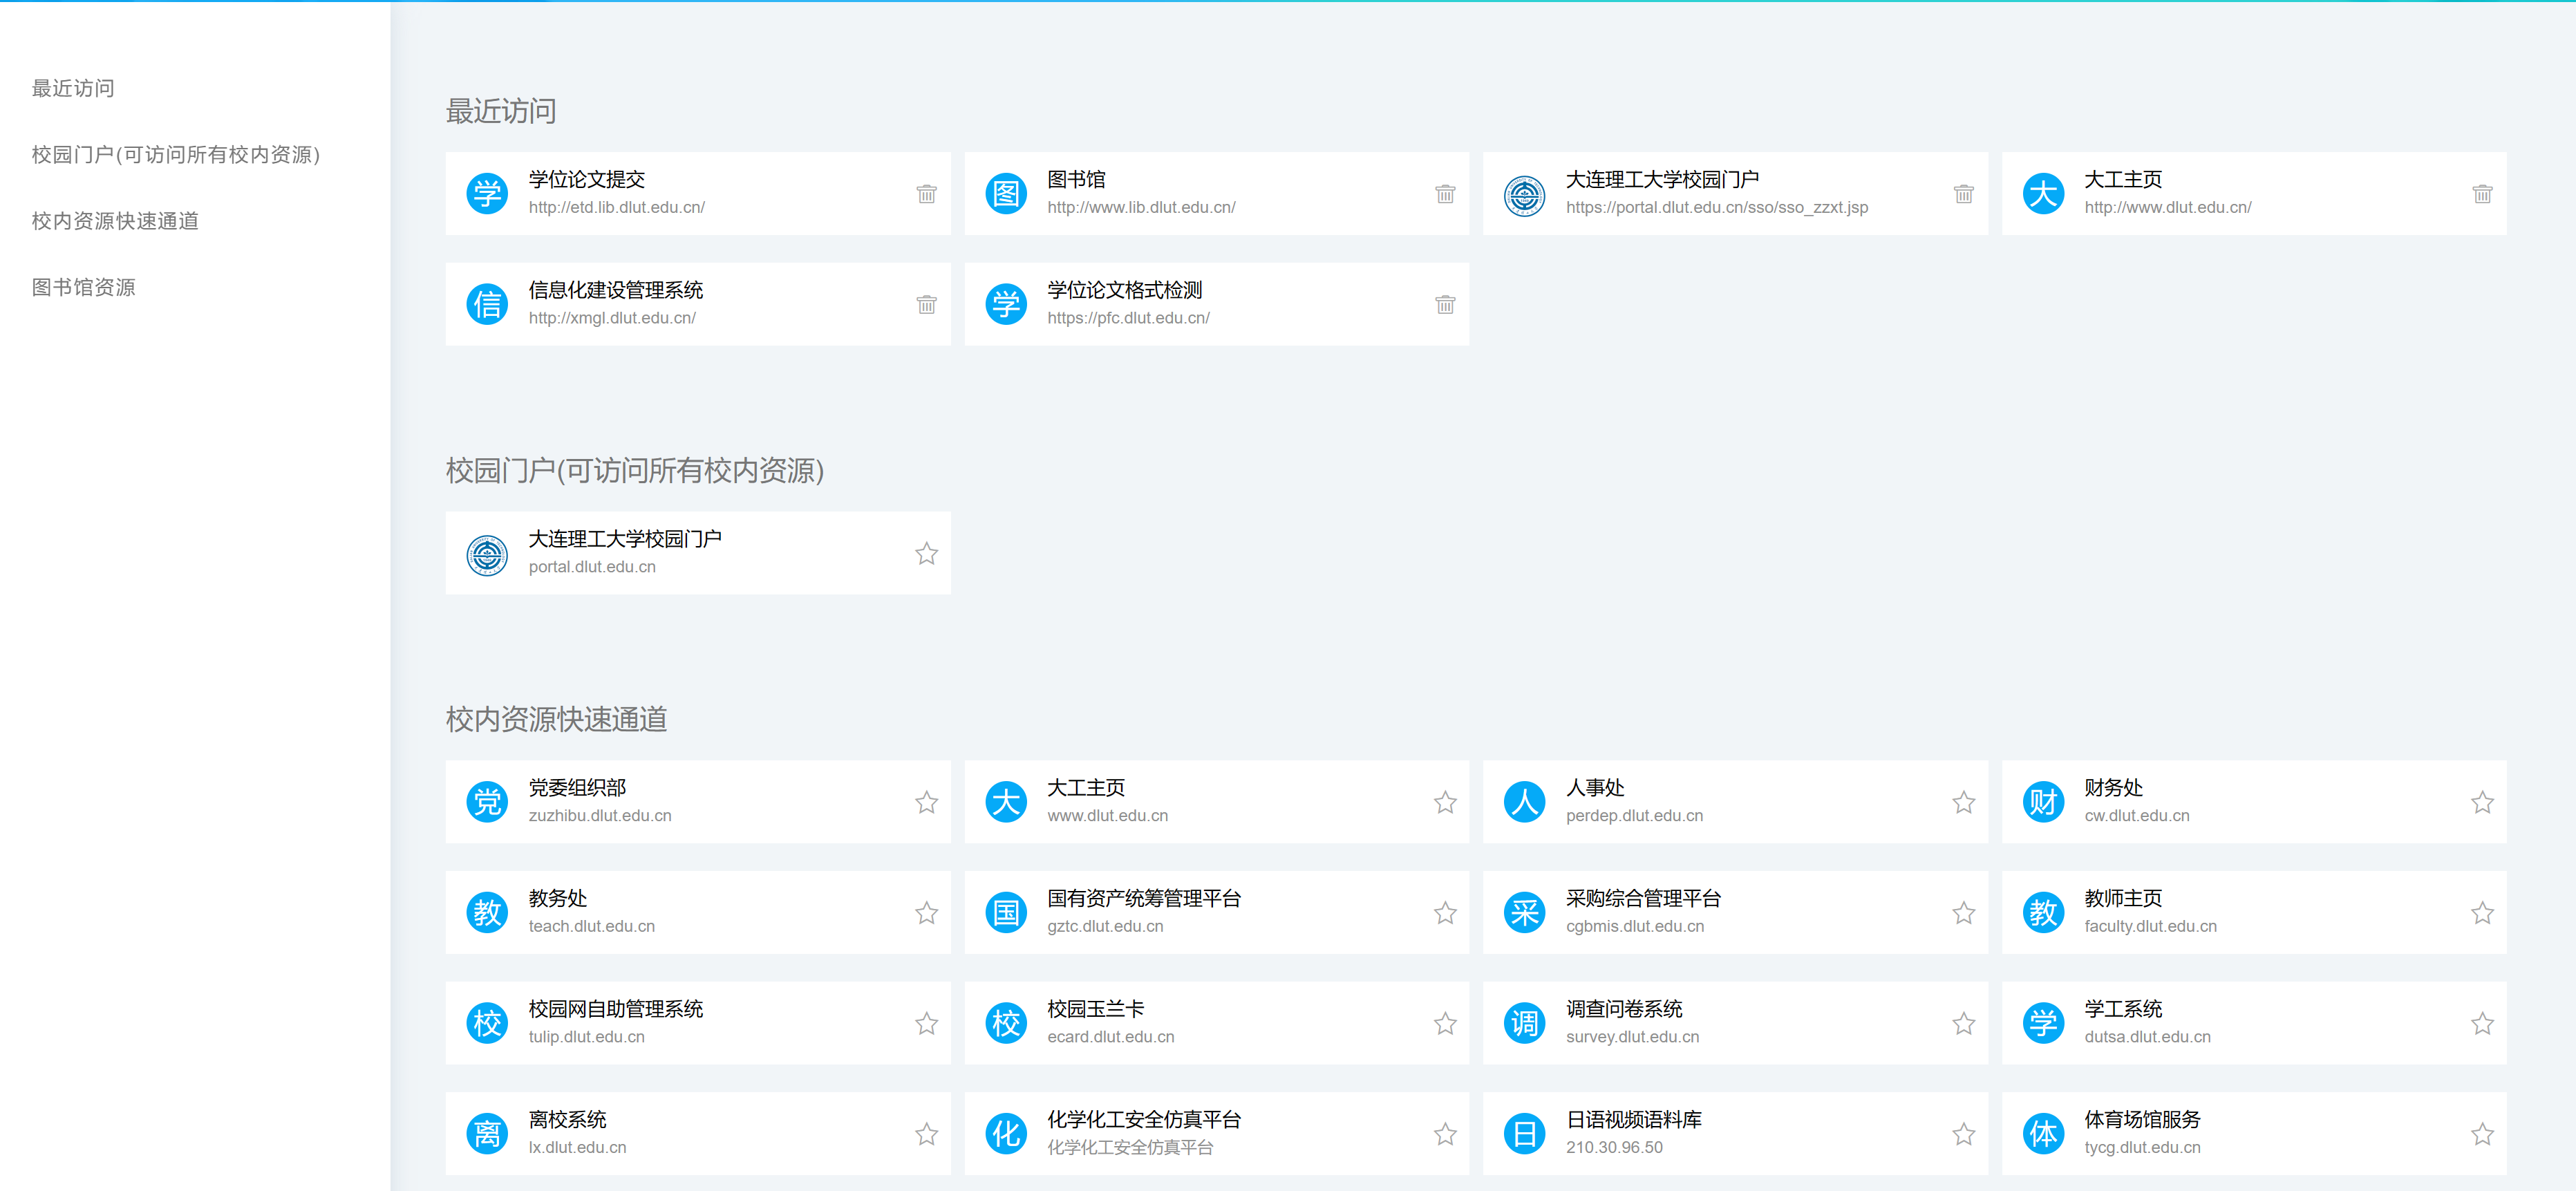 最近访问
校园门户(可访问所有校内资源)
校内资源快速通道
图书馆资源
最近访问
学
学位论文提交
http://etd.lib.dlut.edu.cn/
图
图书馆
http://www.lib.dlut.edu.cn/
大连理工大学校园门户
https://portal.dlut.edu.cn/sso/sso_zzxt.jsp
大
大工主页
http://www.dlut.edu.cn/
信
信息化建设管理系统
http://xmgl.dlut.edu.cn/
学
学位论文格式检测
https://pfc.dlut.edu.cn/
校园门户(可访问所有校内资源)
大连理工大学校园门户
portal.dlut.edu.cn
校内资源快速通道
党
党委组织部
zuzhibu.dlut.edu.cn
大
大工主页
www.dlut.edu.cn
人
人事处
perdep.dlut.edu.cn
财
财务处
cw.dlut.edu.cn
教
教务处
teach.dlut.edu.cn
国
国有资产统筹管理平台
gztc.dlut.edu.cn
采
采购综合管理平台
cgbmis.dlut.edu.cn
教
教师主页
faculty.dlut.edu.cn
校
校园网自助管理系统
tulip.dlut.edu.cn
校
校园玉兰卡
ecard.dlut.edu.cn
调
调查问卷系统
survey.dlut.edu.cn
学
学工系统
dutsa.dlut.edu.cn
离
离校系统
lx.dlut.edu.cn
化
化学化工安全仿真平台
化学化工安全仿真平台
日
日语视频语料库
210.30.96.50
体
体育场馆服务
tycg.dlut.edu.cn